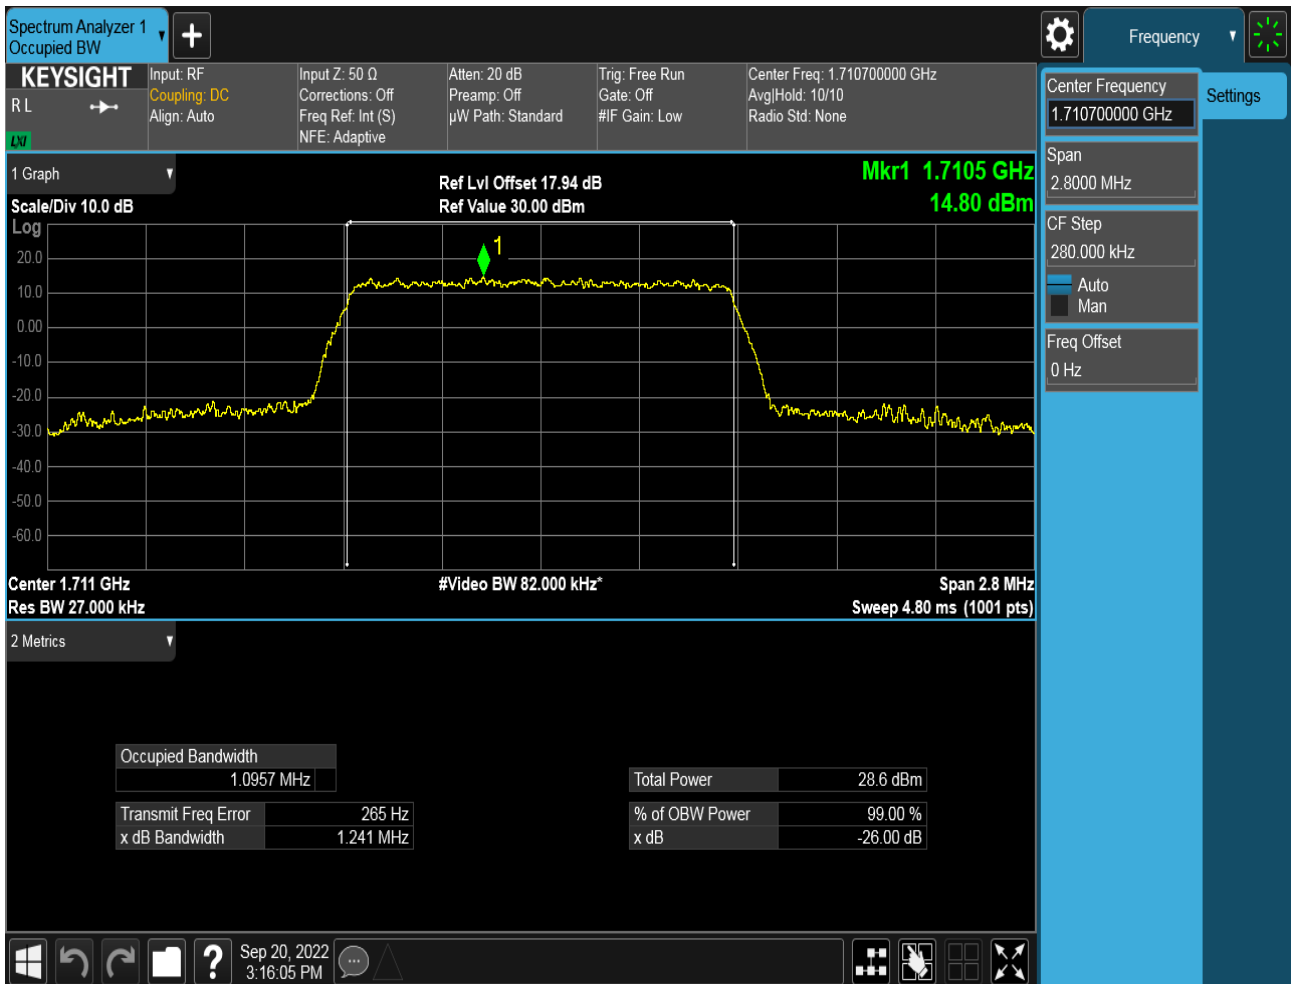 Spectrum Analyzer 1
Occupied BW
Frequency
KEYSIGHT
R L
LXI
Input: RF
Coupling: DC
Align: Auto
Input Z: 50 Ω
Corrections: Off
Freq Ref: Int (S)
NFE: Adaptive
Atten: 20 dB
Preamp: Off
µW Path: Standard
Trig: Free Run
Gate: Off
#IF Gain: Low
Center Freq: 1.710700000 GHz
Avg|Hold: 10/10
Radio Std: None
Center Frequency
1.710700000 GHz
Settings
Span
2.8000 MHz
CF Step
280.000 kHz
Auto
Man
Freq Offset
0 Hz
1 Graph
Ref Lvl Offset 17.94 dB
Mkr1 1.7105 GHz
Scale/Div 10.0 dB
Ref Value 30.00 dBm
14.80 dBm
Log
1
20.0
10.0
0.00
-10.0
-20.0
-30.0
-40.0
-50.0
-60.0
Center 1.711 GHz
#Video BW 82.000 kHz*
Span 2.8 MHz
Res BW 27.000 kHz
Sweep 4.80 ms (1001 pts)
2 Metrics
Occupied Bandwidth
1.0957 MHz
Total Power 28.6 dBm
Transmit Freq Error 265 Hz
% of OBW Power 99.00 %
x dB Bandwidth 1.241 MHz
x dB -26.00 dB
?
Sep 20, 2022
3:16:05 PM